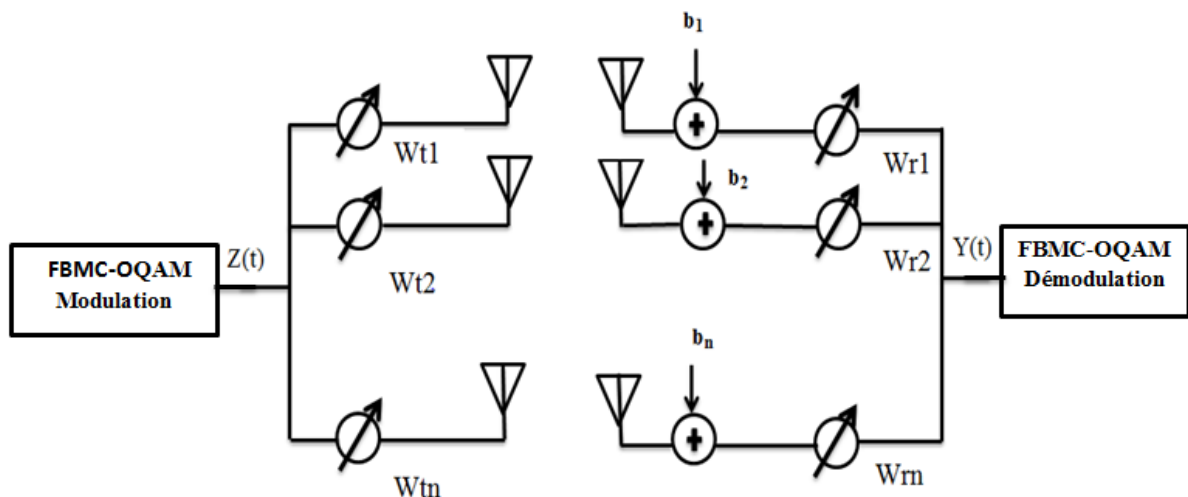 b1
Wt1
Wr1
b2
Z(t)
Wt2
Wr2
Y(t)
FBMC-OQAM
Modulation
FBMC-OQAM
Démodulation
bn
Wtn
Wrn